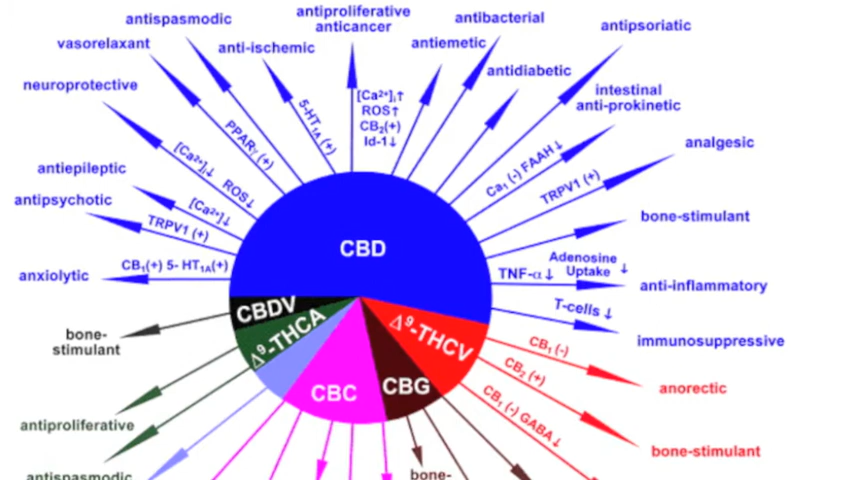 antispasmodic
antiproliferative
anticancer
antibacterial
antipsoriatic
vasorelaxant
anti-ischemic
antiemetic
neuroprotective
antidiabetic
intestinal
anti-prokinetic
analgesic
antiepileptic
antipsychotic
anxiolytic
bone-stimulant
anti-inflammatory
immunosuppressive
[Ca²⁺]ᵢ↑
ROS↑
CB₂(+)
Id-1↓
5-HT₁ₐ (+)
PPARγ (+)
[Ca²⁺]ᵢ↓ ROS↓
[Ca²⁺]↓
TRPV1 (+)
CB₁(+) 5- HT₁ₐ(+)
Ca₁ (-) FAAH↓
TRPV1 (+)
TNF-α↓
Adenosine
Uptake ↓
T-cells ↓
CBD
CBDV
Δ⁹-THCA
CBC
CBG
Δ⁹-THCV
bone-
stimulant
antiproliferative
antispasmodic
CB₁ (-)
CB₂ (+)
CB₁ (-) GABA↓
anorectic
bone-stimulant
bone-